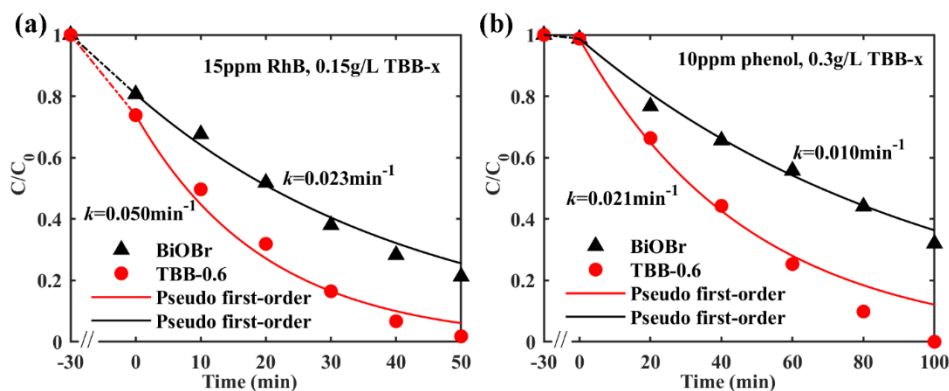 (a)
15ppm RhB, 0.15g/L TBB-x
k=0.023min⁻¹
k=0.050min⁻¹
BiOBr
TBB-0.6
Pseudo first-order
Pseudo first-order
C/C₀
1
0.8
0.6
0.4
0.2
0
-30 // 0 10 20 30 40 50
Time (min)
(b)
10ppm phenol, 0.3g/L TBB-x
k=0.010min⁻¹
k=0.021min⁻¹
BiOBr
TBB-0.6
Pseudo first-order
Pseudo first-order
C/C₀
1
0.8
0.6
0.4
0.2
0
-30 // 0 20 40 60 80 100
Time (min)